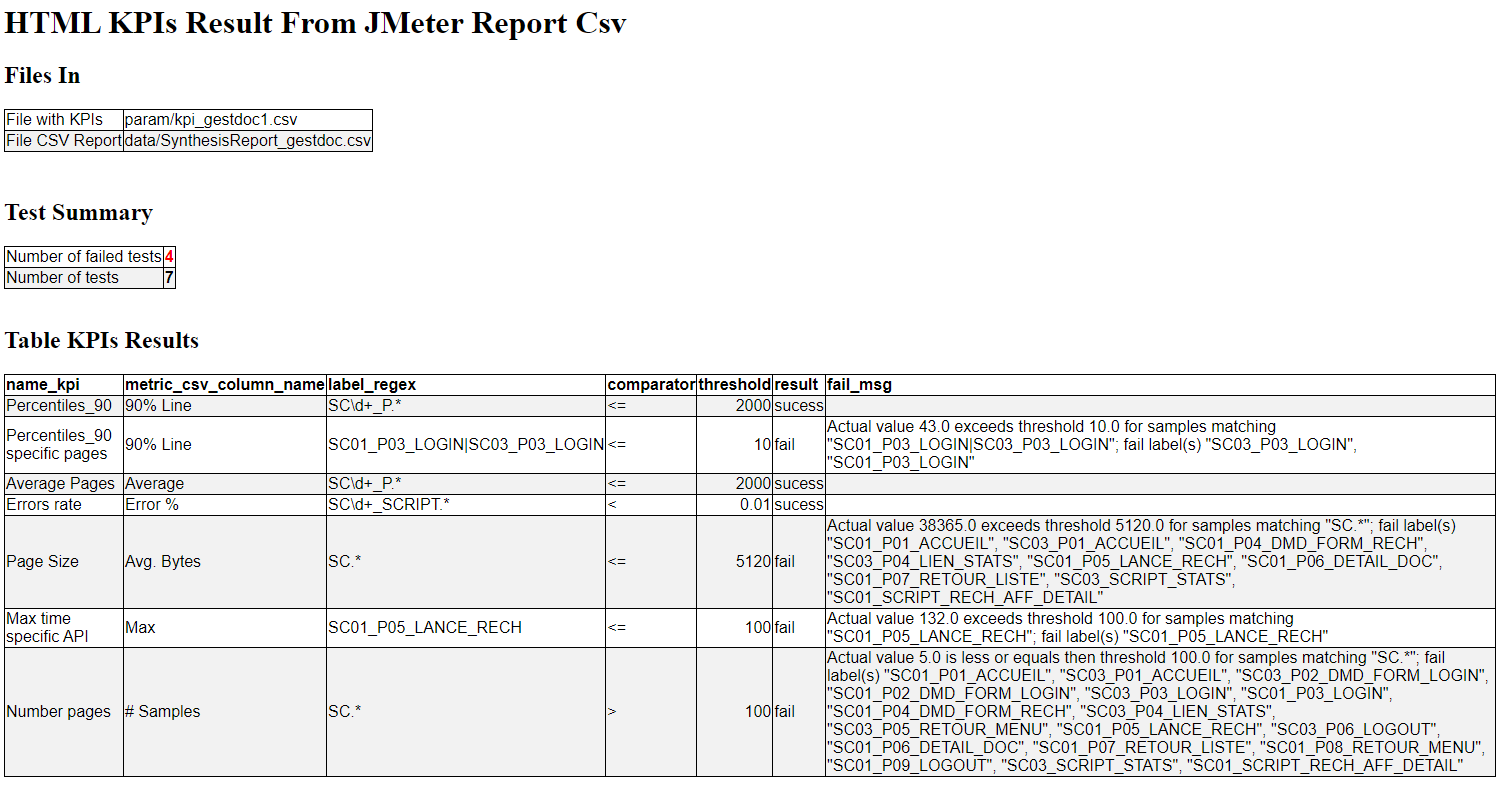 HTML KPIs Result From JMeter Report Csv
Files In
File with KPIs param/kpi_gestdoc1.csv
File CSV Report data/SynthesisReport_gestdoc.csv
Test Summary
Number of failed tests 4
Number of tests 7
Table KPIs Results
name_kpi metric_csv_column_name label_regex comparator threshold result fail_msg
Percentiles_90 90% Line SC\d+_P.* <= 2000 sucess
Percentiles_90
specific pages 90% Line SC01_P03_LOGIN|SC03_P03_LOGIN <= 10 fail
Actual value 43.0 exceeds threshold 10.0 for samples matching
"SC01_P03_LOGIN|SC03_P03_LOGIN"; fail label(s) "SC03_P03_LOGIN",
"SC01_P03_LOGIN"
Average Pages Average SC\d+_P.* <= 2000 sucess
Errors rate Error % SC\d+_SCRIPT.* < 0.01 sucess
Page Size Avg. Bytes SC.* <= 5120 fail
Actual value 38365.0 exceeds threshold 5120.0 for samples matching "SC.*"; fail label(s)
"SC01_P01_ACCUEIL", "SC03_P01_ACCUEIL", "SC01_P04_DMD_FORM_RECH",
"SC03_P04_LIEN_STATS", "SC01_P05_LANCE_RECH", "SC01_P06_DETAIL_DOC",
"SC01_P07_RETOUR_LISTE", "SC03_SCRIPT_STATS",
"SC01_SCRIPT_RECH_AFF_DETAIL"
Max time
specific API Max SC01_P05_LANCE_RECH <= 100 fail
Actual value 132.0 exceeds threshold 100.0 for samples matching
"SC01_P05_LANCE_RECH"; fail label(s) "SC01_P05_LANCE_RECH"
Number pages # Samples SC.* > 100 fail
Actual value 5.0 is less or equals then threshold 100.0 for samples matching "SC.*"; fail
label(s) "SC01_P01_ACCUEIL", "SC03_P01_ACCUEIL", "SC03_P02_DMD_FORM_LOGIN",
"SC01_P02_DMD_FORM_LOGIN", "SC03_P03_LOGIN", "SC01_P03_LOGIN",
"SC01_P04_DMD_FORM_RECH", "SC03_P04_LIEN_STATS",
"SC03_P05_RETOUR_MENU", "SC01_P05_LANCE_RECH", "SC03_P06_LOGOUT",
"SC01_P06_DETAIL_DOC", "SC01_P07_RETOUR_LISTE", "SC01_P08_RETOUR_MENU",
"SC01_P09_LOGOUT", "SC03_SCRIPT_STATS", "SC01_SCRIPT_RECH_AFF_DETAIL"